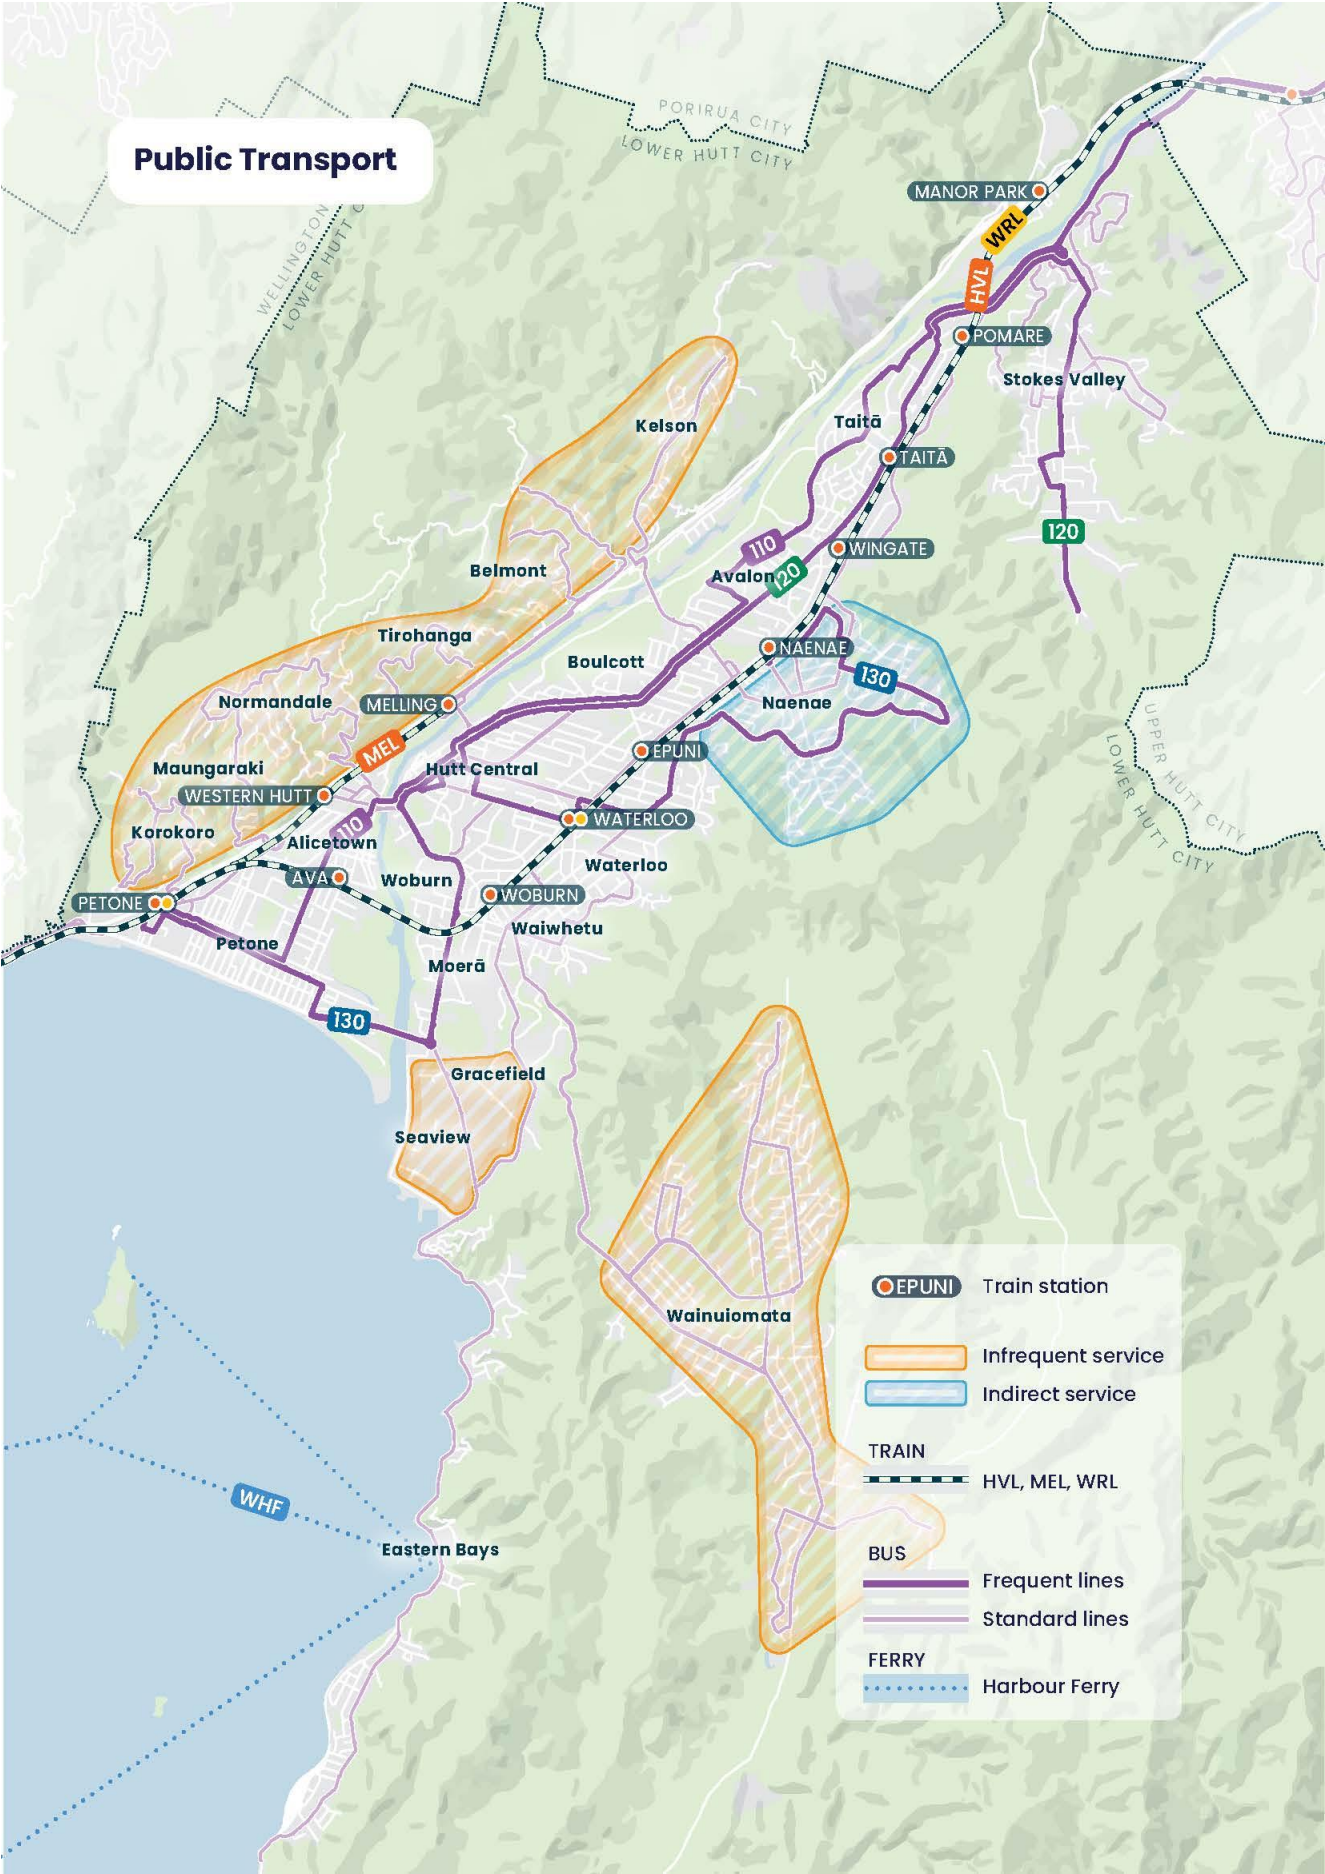 Public Transport
PORIRUA CITY
LOWER HUTT CITY
WELLINGTON
LOWER HUTT C
MANOR PARK
WRL
HVL
POMARE
Stokes Valley
Kelson
Taitā
TAITĀ
120
110
WINGATE
Avalon
120
Belmont
Tirohanga
Boulcott
NAENAE
130
Naenae
Normandale
MELLING
MEL
EPUNI
UPPER HUTT CITY
LOWER HUTT CITY
Maungaraki
Hutt Central
WESTERN HUTT
WATERLOO
Korokoro
110
Alicetown
Waterloo
AVA
Woburn
WOBURN
PETONE
Waiwhetu
Petone
Moerā
130
Gracefield
Seaview
Wainuiomata
WHF
Eastern Bays
EPUNI
Train station
Infrequent service
Indirect service
TRAIN
HVL, MEL, WRL
BUS
Frequent lines
Standard lines
FERRY
Harbour Ferry